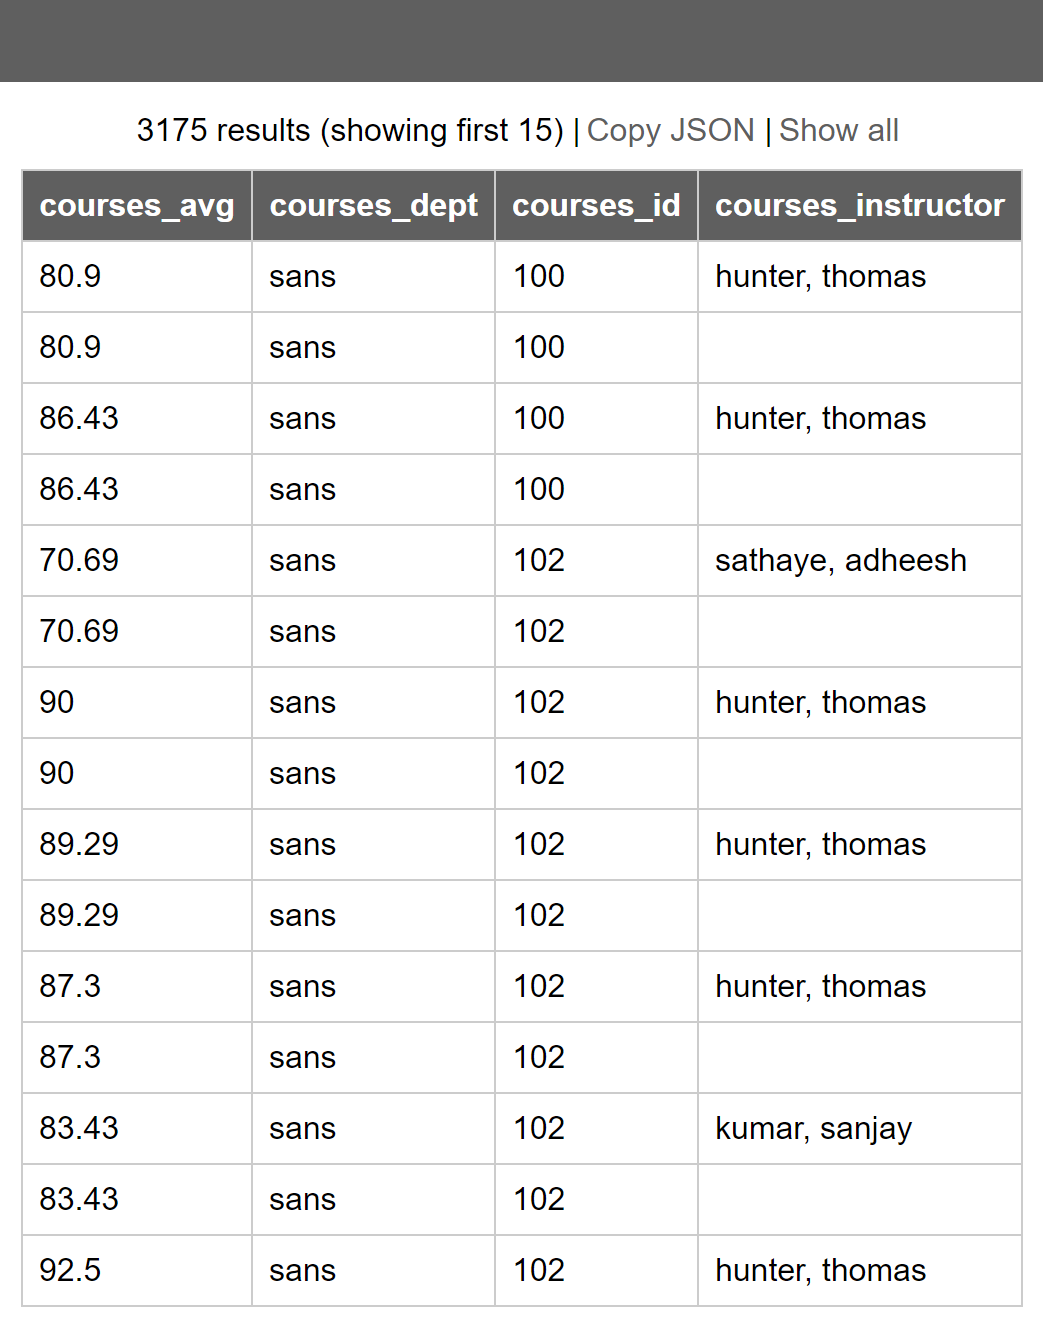 3175 results (showing first 15) | Copy JSON | Show all
courses_avg courses_dept courses_id courses_instructor
80.9 sans 100 hunter, thomas
80.9 sans 100
86.43 sans 100 hunter, thomas
86.43 sans 100
70.69 sans 102 sathaye, adheesh
70.69 sans 102
90 sans 102 hunter, thomas
90 sans 102
89.29 sans 102 hunter, thomas
89.29 sans 102
87.3 sans 102 hunter, thomas
87.3 sans 102
83.43 sans 102 kumar, sanjay
83.43 sans 102
92.5 sans 102 hunter, thomas